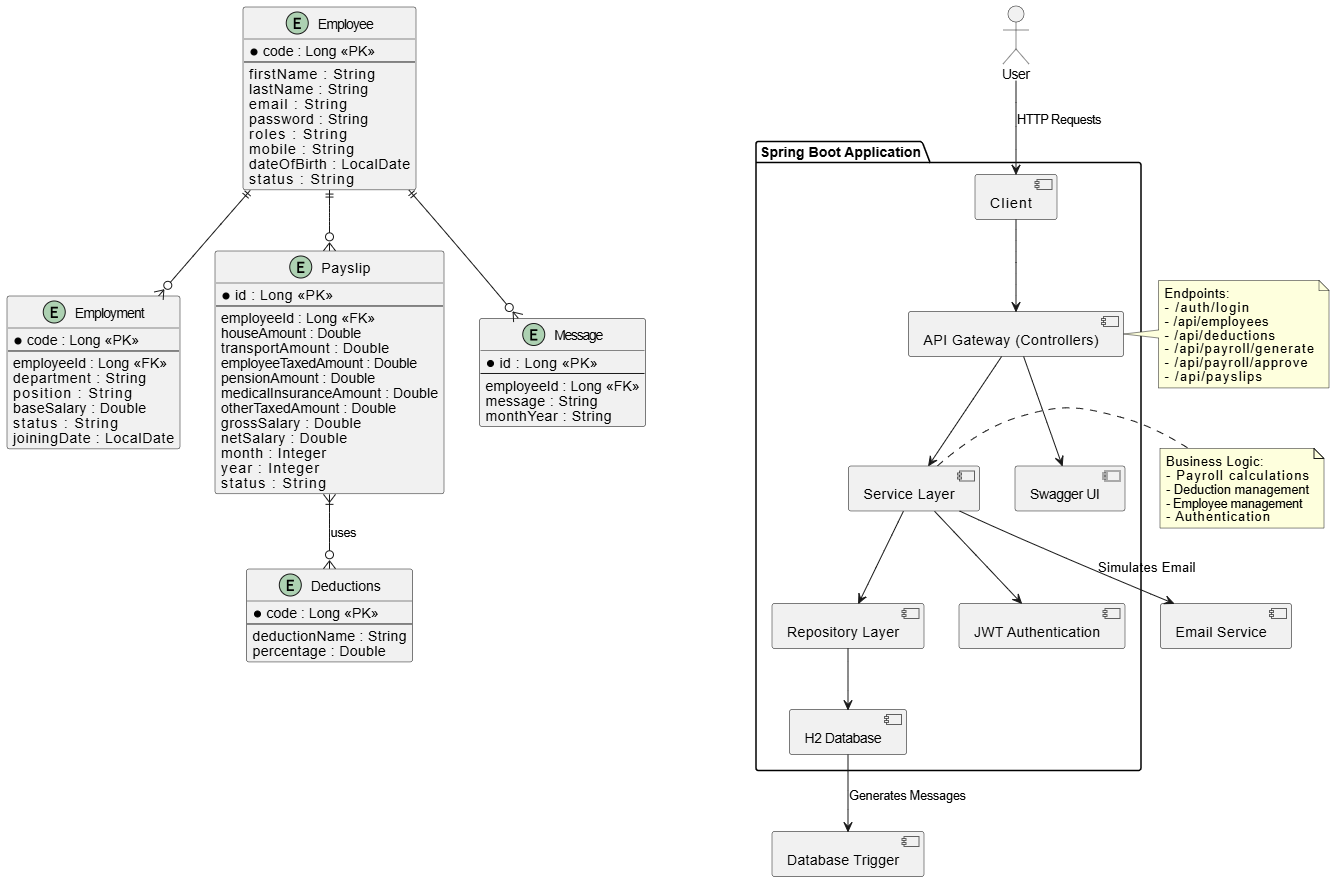 E Employee
code : Long «PK»
firstName : String
lastName : String
email : String
password : String
roles : String
mobile : String
dateOfBirth : LocalDate
status : String
E Employment
code : Long «PK»
employeeId : Long «FK»
department : String
position : String
baseSalary : Double
status : String
joiningDate : LocalDate
E Payslip
id : Long «PK»
employeeId : Long «FK»
houseAmount : Double
transportAmount : Double
employeeTaxedAmount : Double
pensionAmount : Double
medicalInsuranceAmount : Double
otherTaxedAmount : Double
grossSalary : Double
netSalary : Double
month : Integer
year : Integer
status : String
E Message
id : Long «PK»
employeeId : Long «FK»
message : String
monthYear : String
uses
E Deductions
code : Long «PK»
deductionName : String
percentage : Double
User
HTTP Requests
Spring Boot Application
Client
API Gateway (Controllers)
Endpoints:
- /auth/login
- /api/employees
- /api/deductions
- /api/payroll/generate
- /api/payroll/approve
- /api/payslips
Service Layer
Swagger UI
Business Logic:
- Payroll calculations
- Deduction management
- Employee management
- Authentication
Simulates Email
Repository Layer
JWT Authentication
Email Service
H2 Database
Generates Messages
Database Trigger